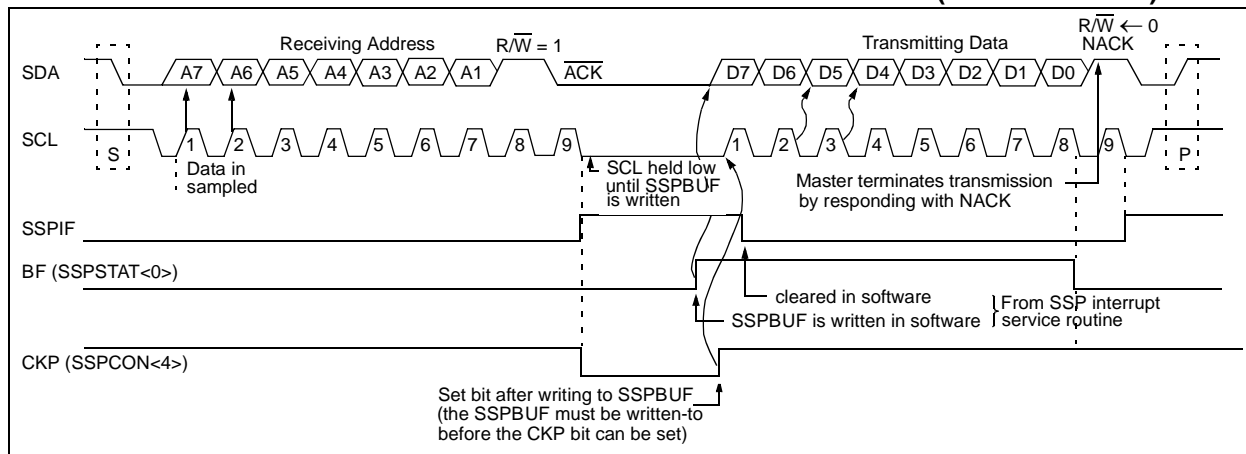 R/W ← 0
Receiving Address
R/W = 1
Transmitting Data
NACK
SDA
A7 A6 A5 A4 A3 A2 A1
ACK
D7 D6 D5 D4 D3 D2 D1 D0
SCL
S
1 2 3 4 5 6 7 8 9
1 2 3 4 5 6 7 8 9
P
Data in
sampled
SCL held low
until SSPBUF
is written
Master terminates transmission
by responding with NACK
SSPIF
BF (SSPSTAT<0>)
cleared in software
SSPBUF is written in software
From SSP interrupt
service routine
CKP (SSPCON<4>)
Set bit after writing to SSPBUF
(the SSPBUF must be written-to
before the CKP bit can be set)